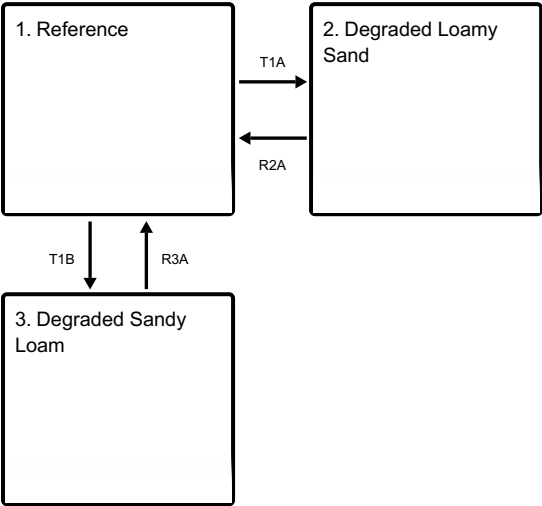 1. Reference
2. Degraded Loamy
Sand
T1A
R2A
T1B
R3A
3. Degraded Sandy
Loam